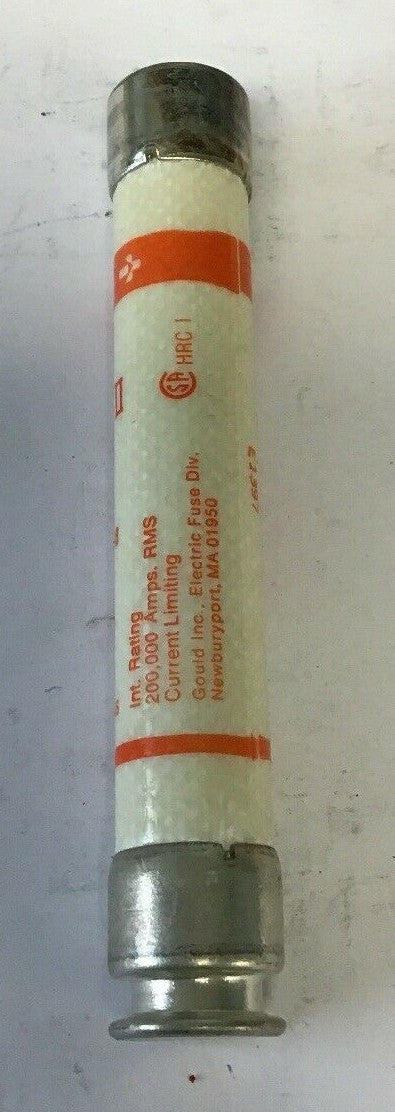 Int. Rating
200,000 Amps. RMS
Current Limiting
Gould Inc., Electric Fuse Div.
Newburyport, MA 01950
HRC I